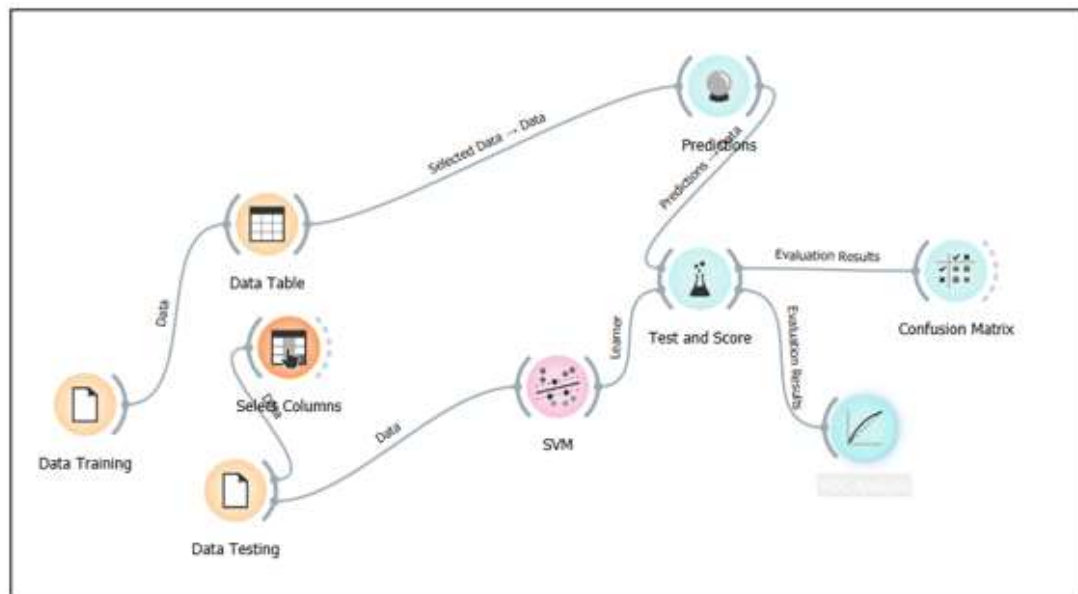 Predictions
Selected Data → Data
Predictions → Data
Data Table
Evaluation Results
Data
Test and Score
Confusion Matrix
Learner
Evaluation Results
Select Columns
Data
Data
SVM
Data Training
Data Testing